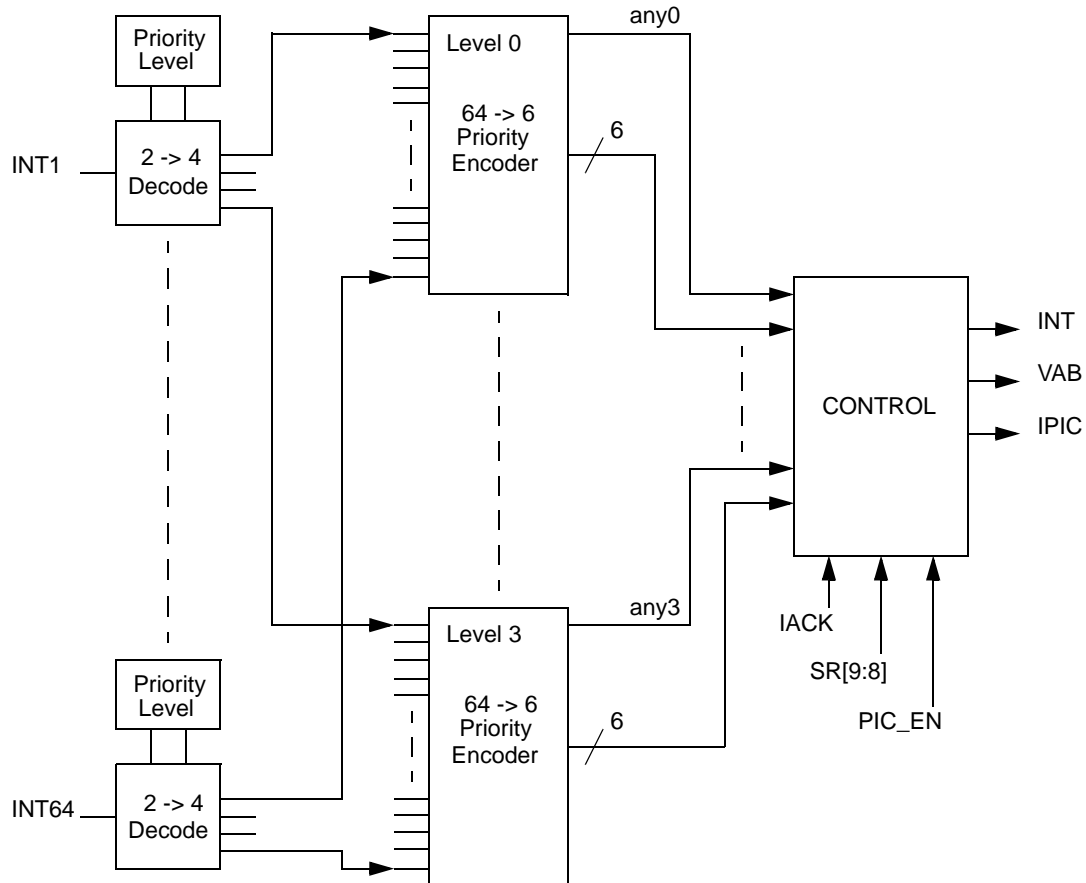 any0
Priority
Level
Level 0
64 -> 6
Priority
Encoder
6
INT1
2 -> 4
Decode
INT
VAB
IPIC
CONTROL
any3
IACK
SR[9:8]
PIC_EN
Level 3
Priority
Level
64 -> 6
Priority
Encoder
6
INT64
2 -> 4
Decode